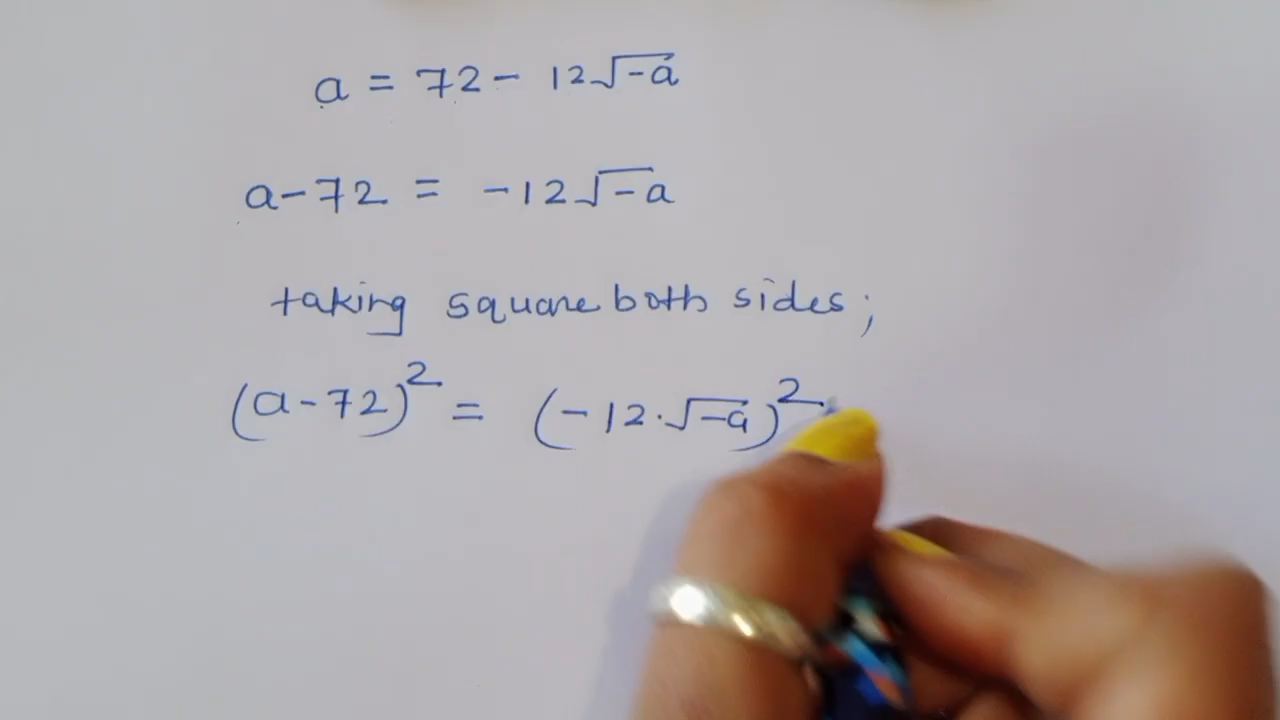 a = 72 - 12√-a
a - 72 = -12√-a
taking square both sides;
(a - 72)² = (-12·√-a)²